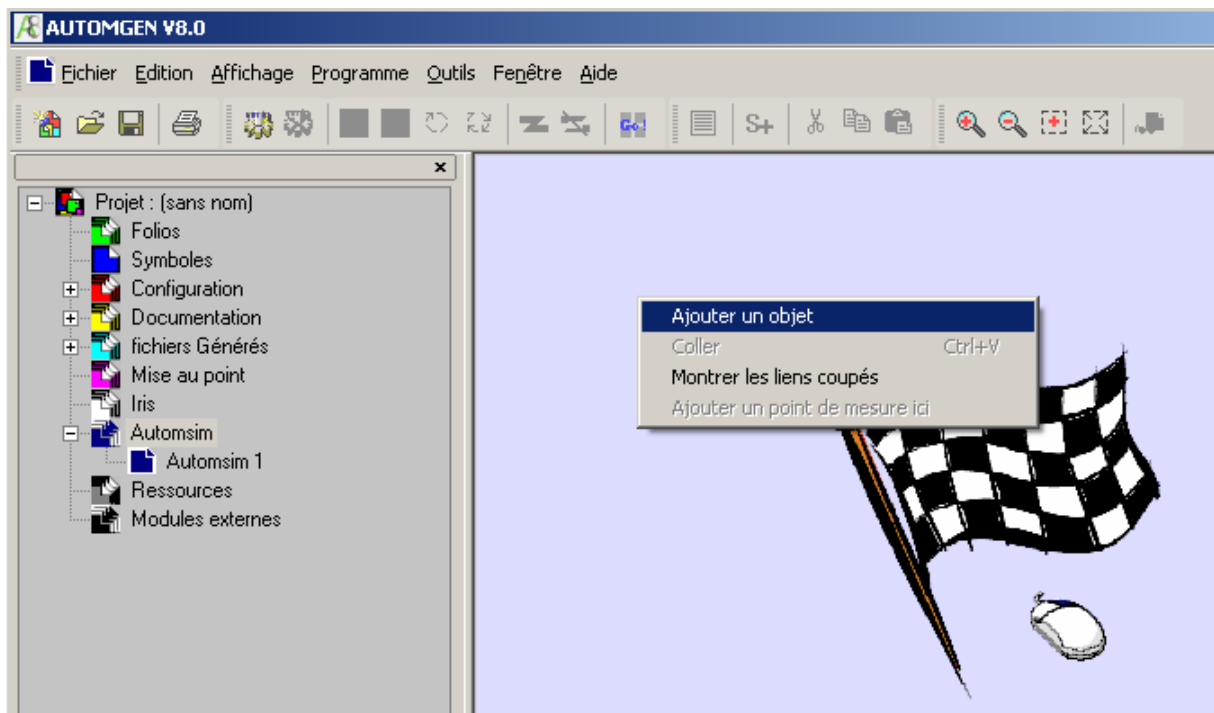 AUTOMGEN V8.0
Fichier Edition Affichage Programme Outils Fenêtre Aide
Go! S+
Projet : (sans nom)
Folios
Symboles
Configuration
Documentation
fichiers Générés
Mise au point
Iris
Automsim
Automsim 1
Ressources
Modules externes
Ajouter un objet
Coller Ctrl+V
Montrer les liens coupés
Ajouter un point de mesure ici